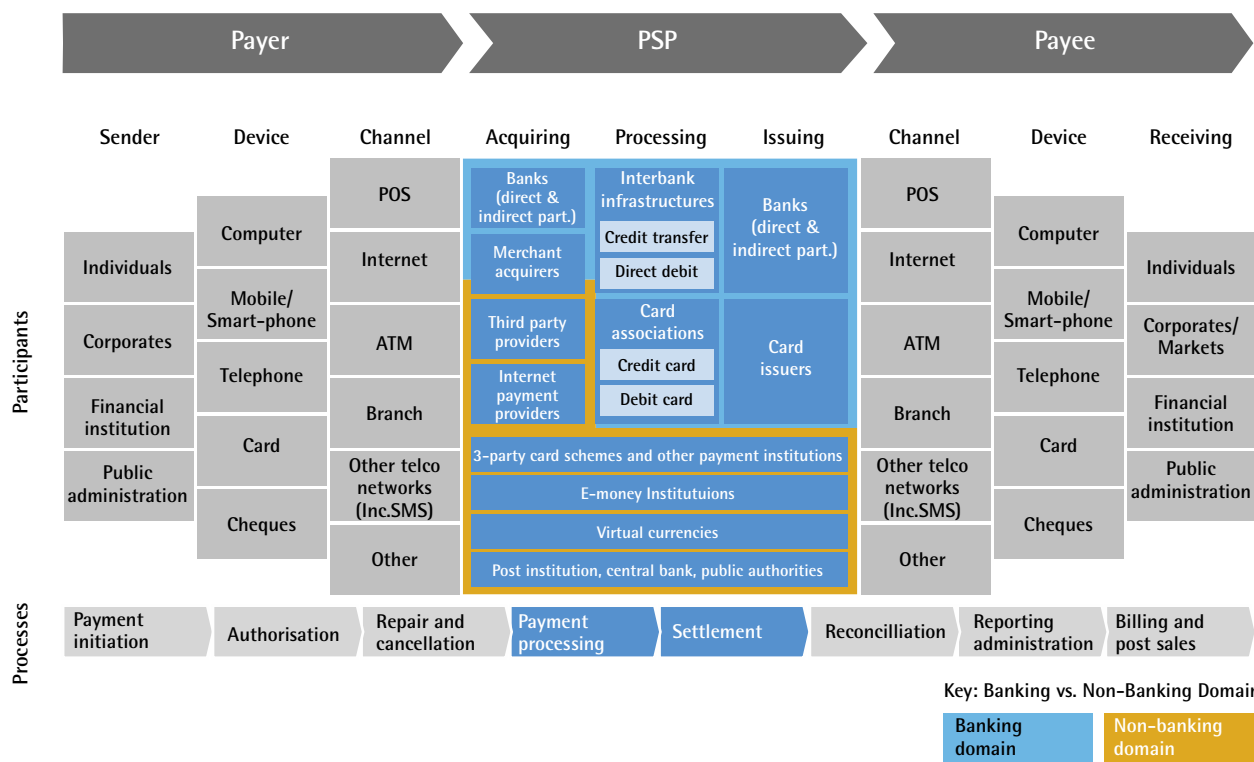 Payer
PSP
Payee
Sender
Device
Channel
Acquiring
Processing
Issuing
Channel
Device
Receiving
Participants
Individuals
Corporates
Financial
institution
Public
administration
Computer
Mobile/
Smart-phone
Telephone
Card
Cheques
POS
Internet
ATM
Branch
Other telco
networks
(Inc.SMS)
Other
Banks
(direct &
indirect part.)
Merchant
acquirers
Third party
providers
Internet
payment
providers
Interbank
infrastructures
Credit transfer
Direct debit
Card
associations
Credit card
Debit card
Banks
(direct &
indirect part.)
Card
issuers
3-party card schemes and other payment institutions
E-money Institutuions
Virtual currencies
Post institution, central bank, public authorities
POS
Internet
ATM
Branch
Other telco
networks
(Inc.SMS)
Other
Computer
Mobile/
Smart-phone
Telephone
Card
Cheques
Individuals
Corporates/
Markets
Financial
institution
Public
administration
Processes
Payment
initiation
Authorisation
Repair and
cancellation
Payment
processing
Settlement
Reconcilliation
Reporting
administration
Billing and
post sales
Key: Banking vs. Non-Banking Domain
Banking
domain
Non-banking
domain